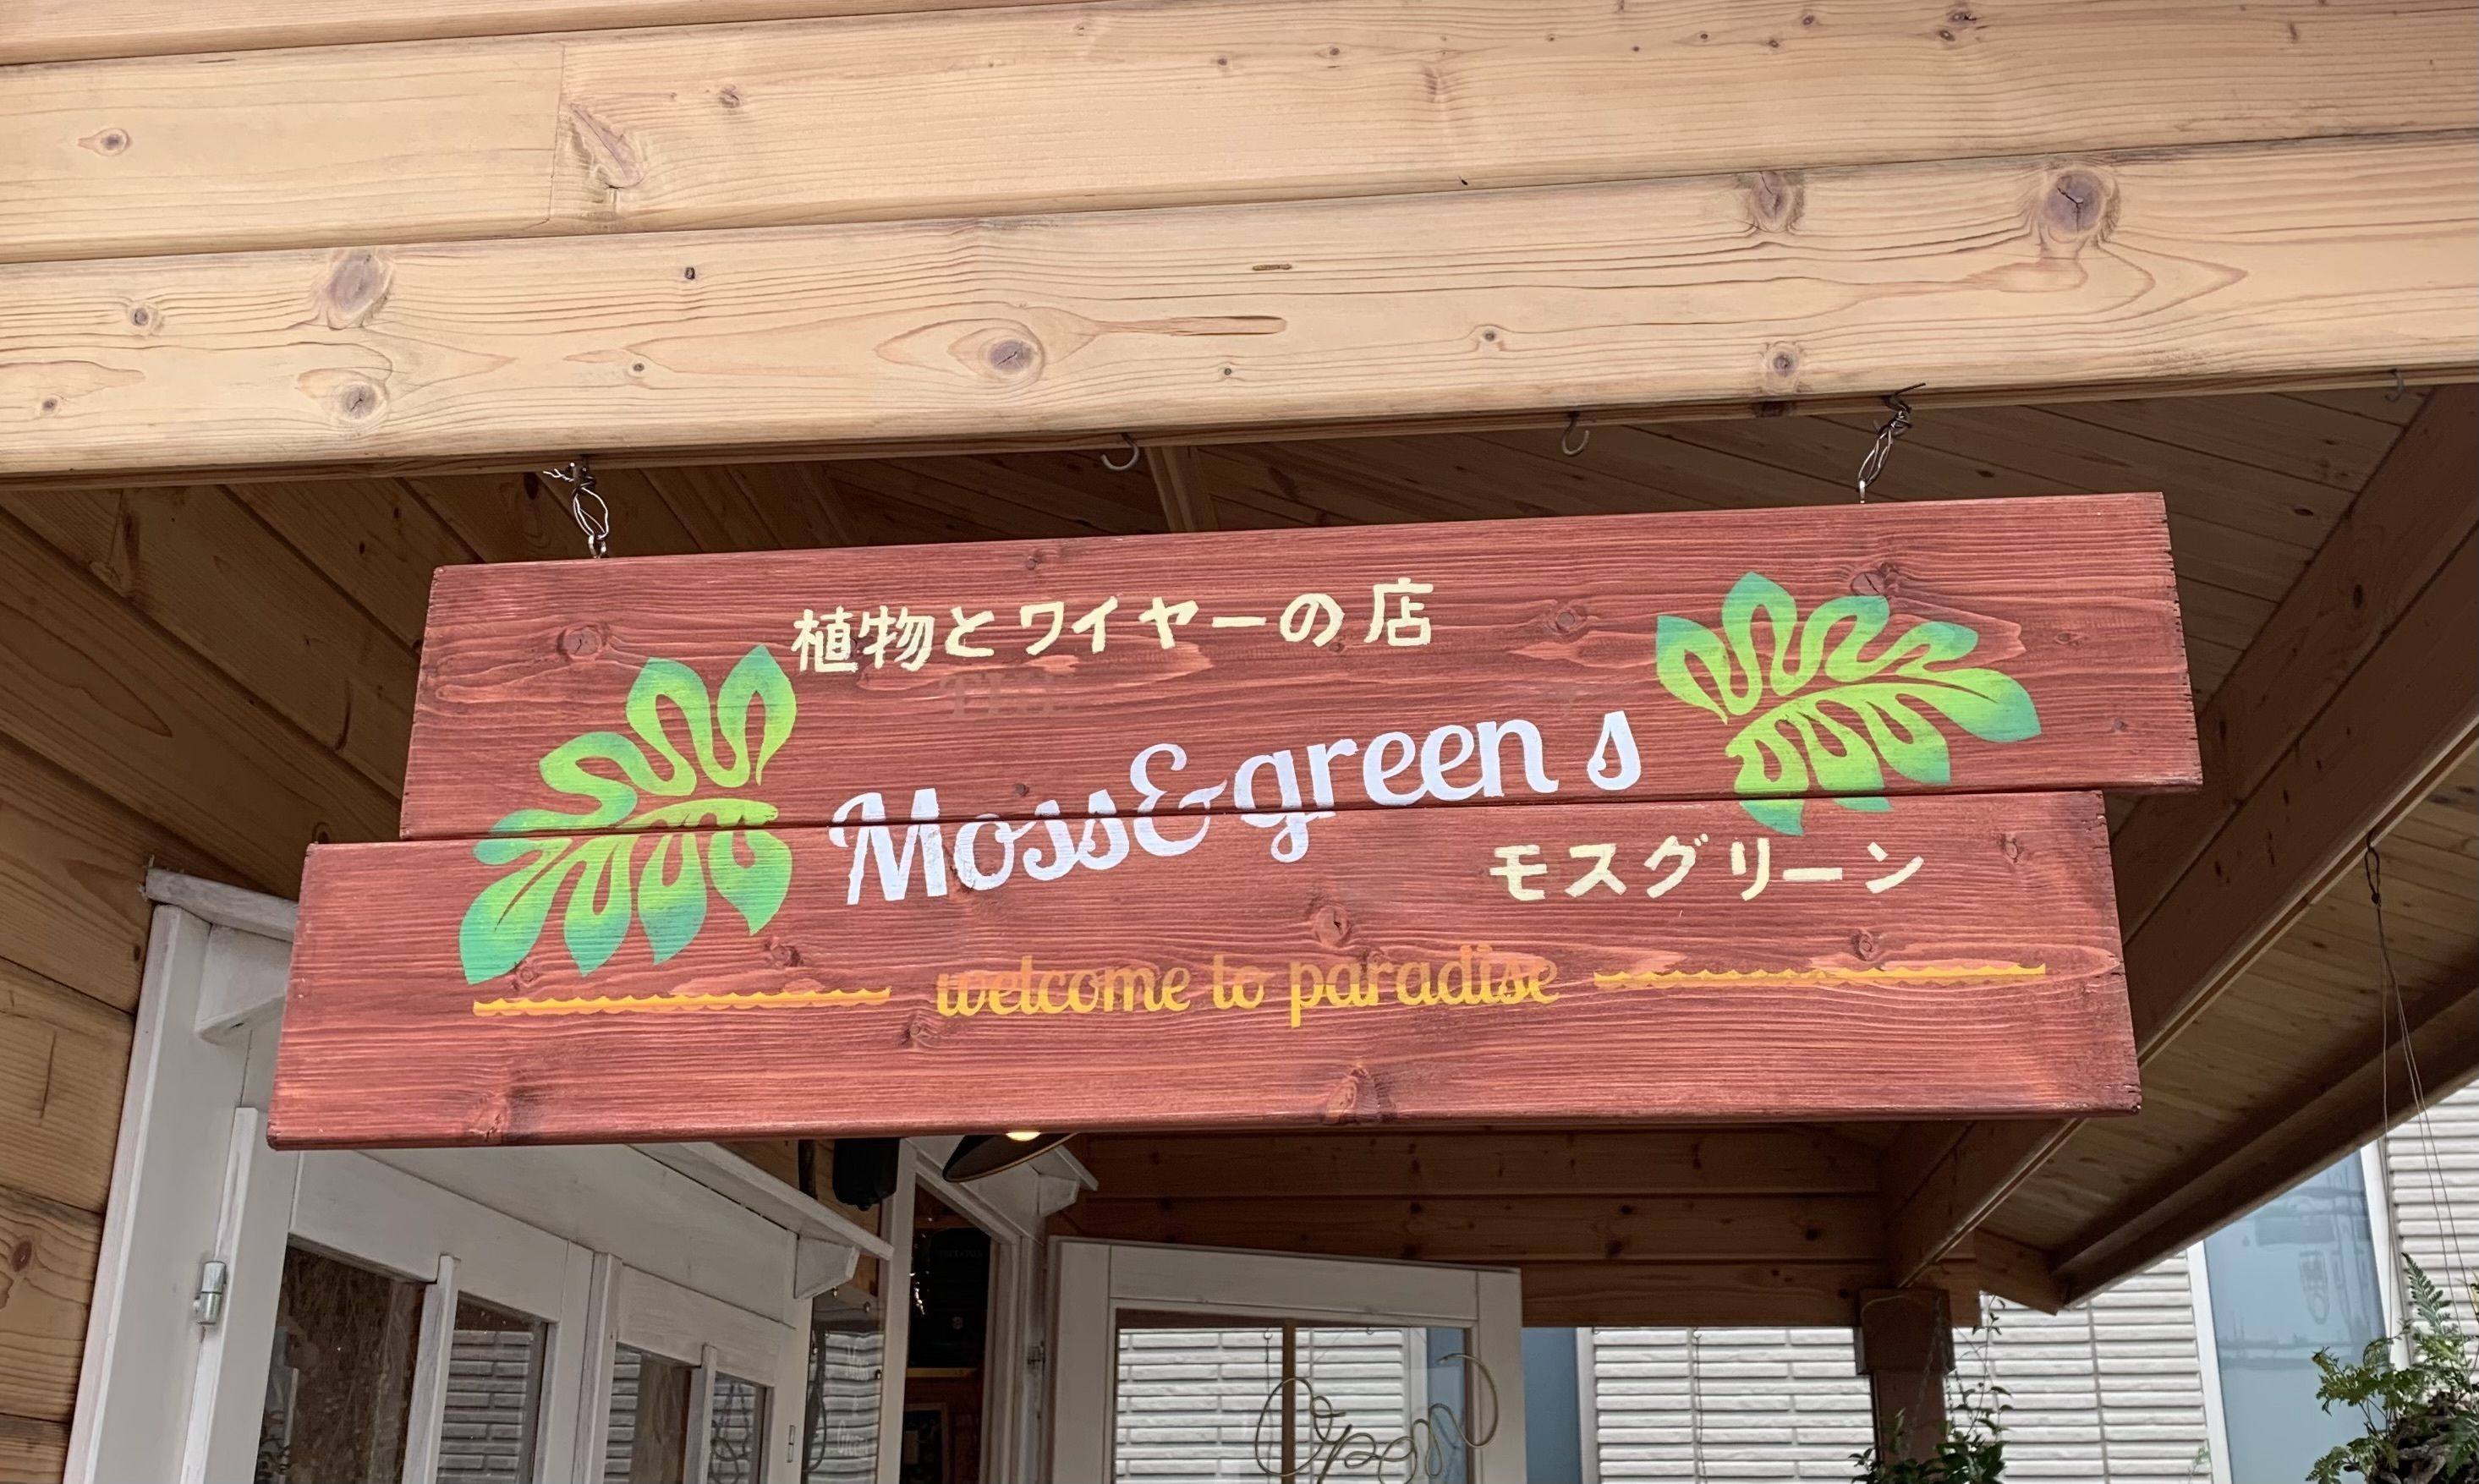 植物とワイヤーの店
Moss&green s
モスグリーン
welcome to paradise
Open